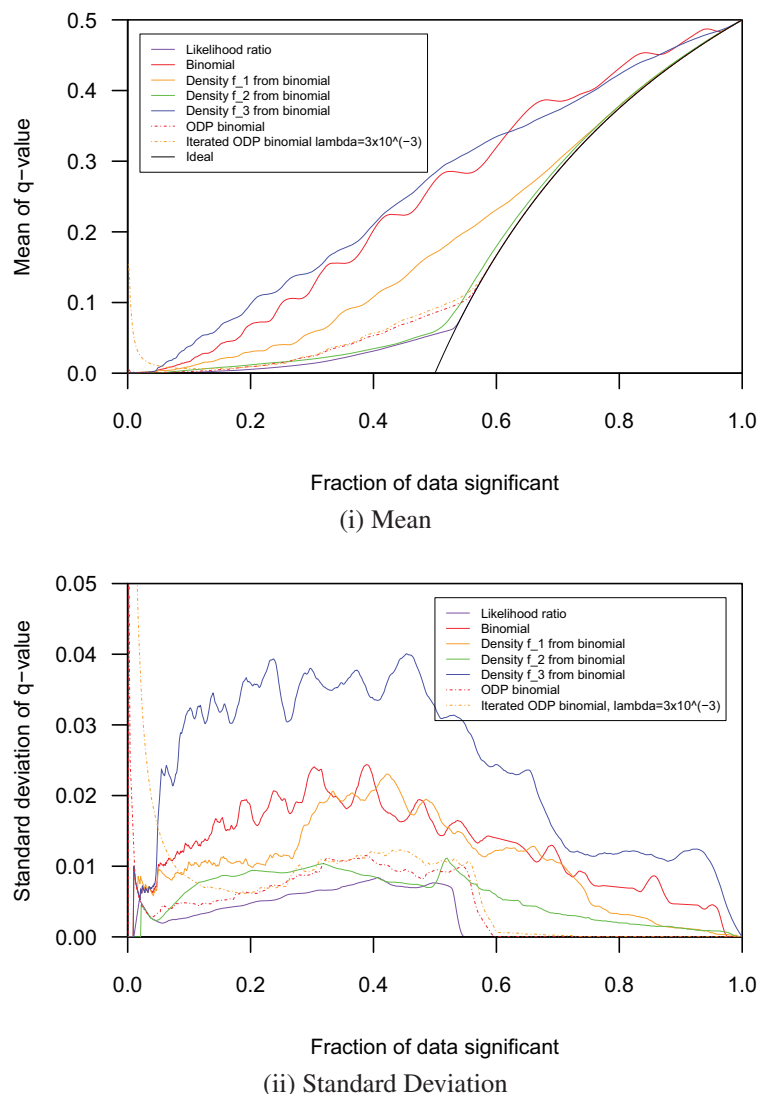 0.5
0.4
0.3
0.2
0.1
0.0
Mean of q−value
Likelihood ratio
Binomial
Density f_1 from binomial
Density f_2 from binomial
Density f_3 from binomial
ODP binomial
Iterated ODP binomial lambda=3x10^(−3)
Ideal
0.0 0.2 0.4 0.6 0.8 1.0
Fraction of data significant
(i) Mean
0.05
0.04
0.03
0.02
0.01
0.00
Standard deviation of q−value
Likelihood ratio
Binomial
Density f_1 from binomial
Density f_2 from binomial
Density f_3 from binomial
ODP binomial
Iterated ODP binomial, lambda=3x10^(−3)
0.0 0.2 0.4 0.6 0.8 1.0
Fraction of data significant
(ii) Standard Deviation